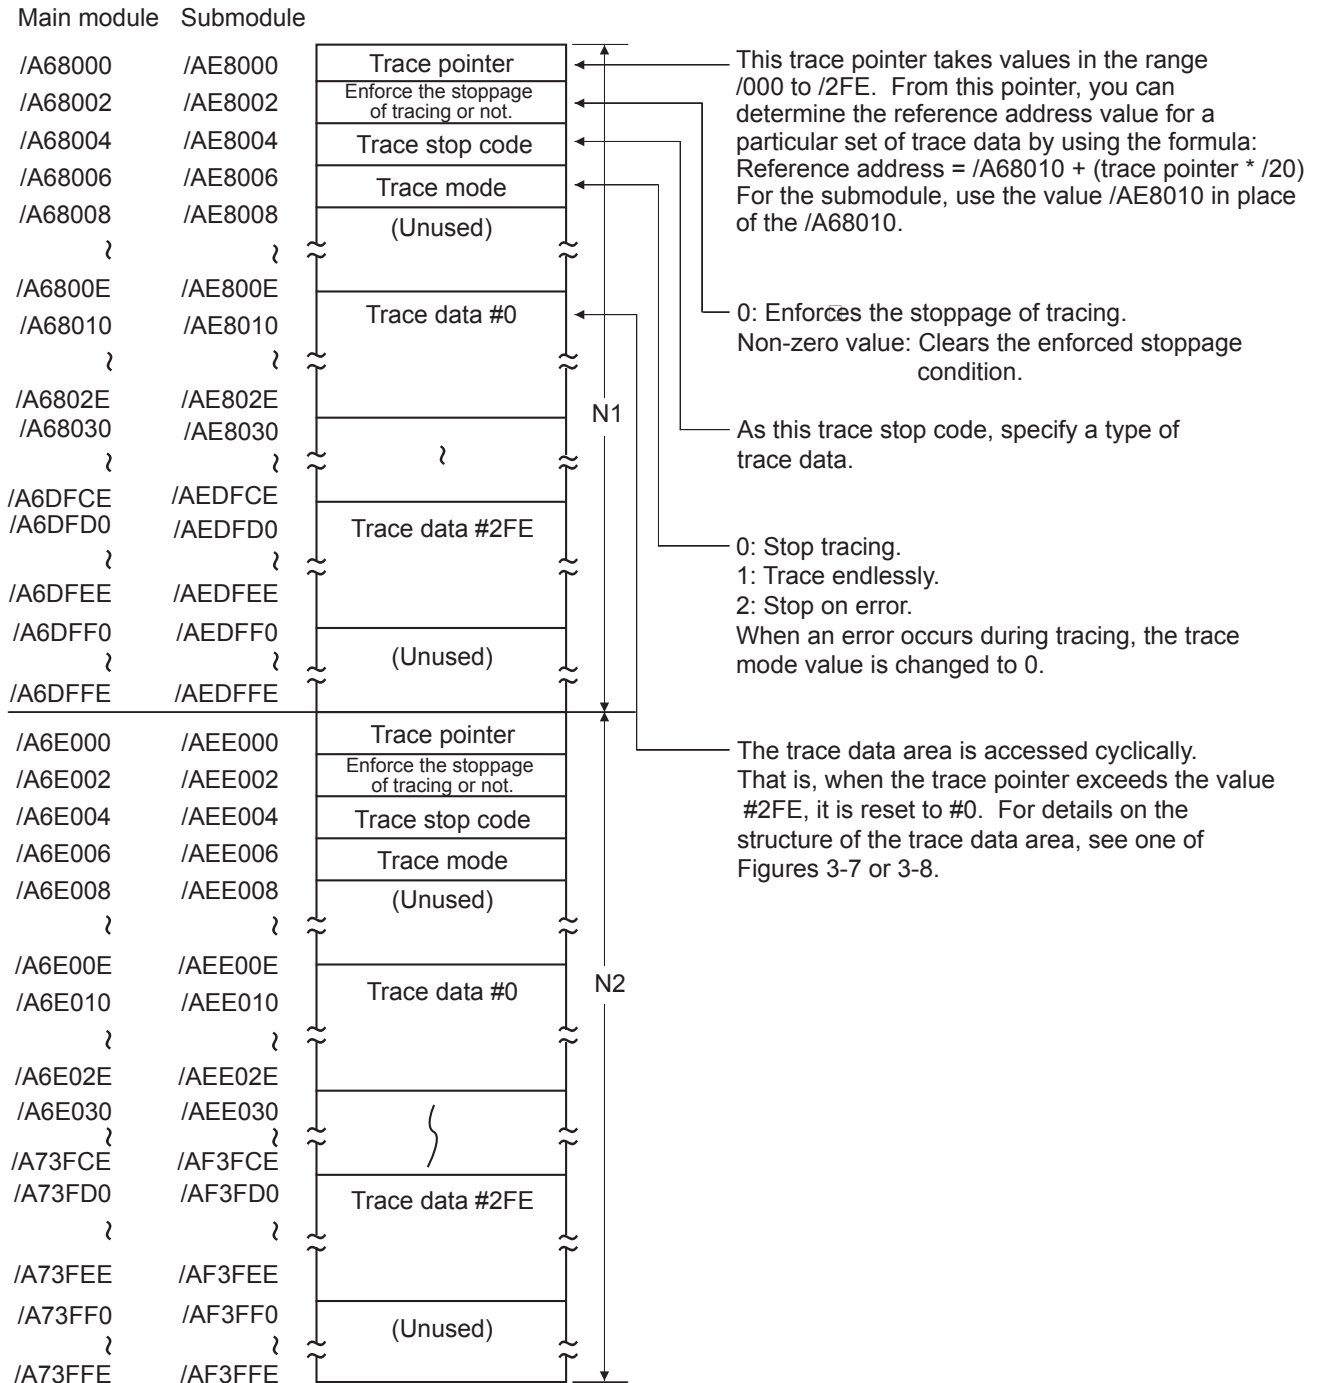 Main module Submodule
/A68000 /AE8000 Trace pointer
/A68002 /AE8002 Enforce the stoppage
of tracing or not.
/A68004 /AE8004 Trace stop code
/A68006 /AE8006 Trace mode
/A68008 /AE8008 (Unused)
~ ~
/A6800E /AE800E
/A68010 /AE8010 Trace data #0
~ ~
/A6802E /AE802E
/A68030 /AE8030
~ ~ ~
/A6DFCE /AEDFCE
/A6DFD0 /AEDFD0 Trace data #2FE
~ ~
/A6DFEE /AEDFEE
/A6DFF0 /AEDFF0
~ ~ (Unused)
/A6DFFE /AEDFFE
N1
/A6E000 /AEE000 Trace pointer
/A6E002 /AEE002 Enforce the stoppage
of tracing or not.
/A6E004 /AEE004 Trace stop code
/A6E006 /AEE006 Trace mode
/A6E008 /AEE008 (Unused)
~ ~
/A6E00E /AEE00E
/A6E010 /AEE010 Trace data #0
~ ~
/A6E02E /AEE02E
/A6E030 /AEE030
~ ~
/A73FCE /AF3FCE
/A73FD0 /AF3FD0 Trace data #2FE
~ ~
/A73FEE /AF3FEE
/A73FF0 /AF3FF0 (Unused)
~ ~
/A73FFE /AF3FFE
N2
This trace pointer takes values in the range
/000 to /2FE. From this pointer, you can
determine the reference address value for a
particular set of trace data by using the formula:
Reference address = /A68010 + (trace pointer * /20)
For the submodule, use the value /AE8010 in place
of the /A68010.
0: Enforces the stoppage of tracing.
Non-zero value: Clears the enforced stoppage
condition.
As this trace stop code, specify a type of
trace data.
0: Stop tracing.
1: Trace endlessly.
2: Stop on error.
When an error occurs during tracing, the trace
mode value is changed to 0.
The trace data area is accessed cyclically.
That is, when the trace pointer exceeds the value
#2FE, it is reset to #0. For details on the
structure of the trace data area, see one of
Figures 3-7 or 3-8.